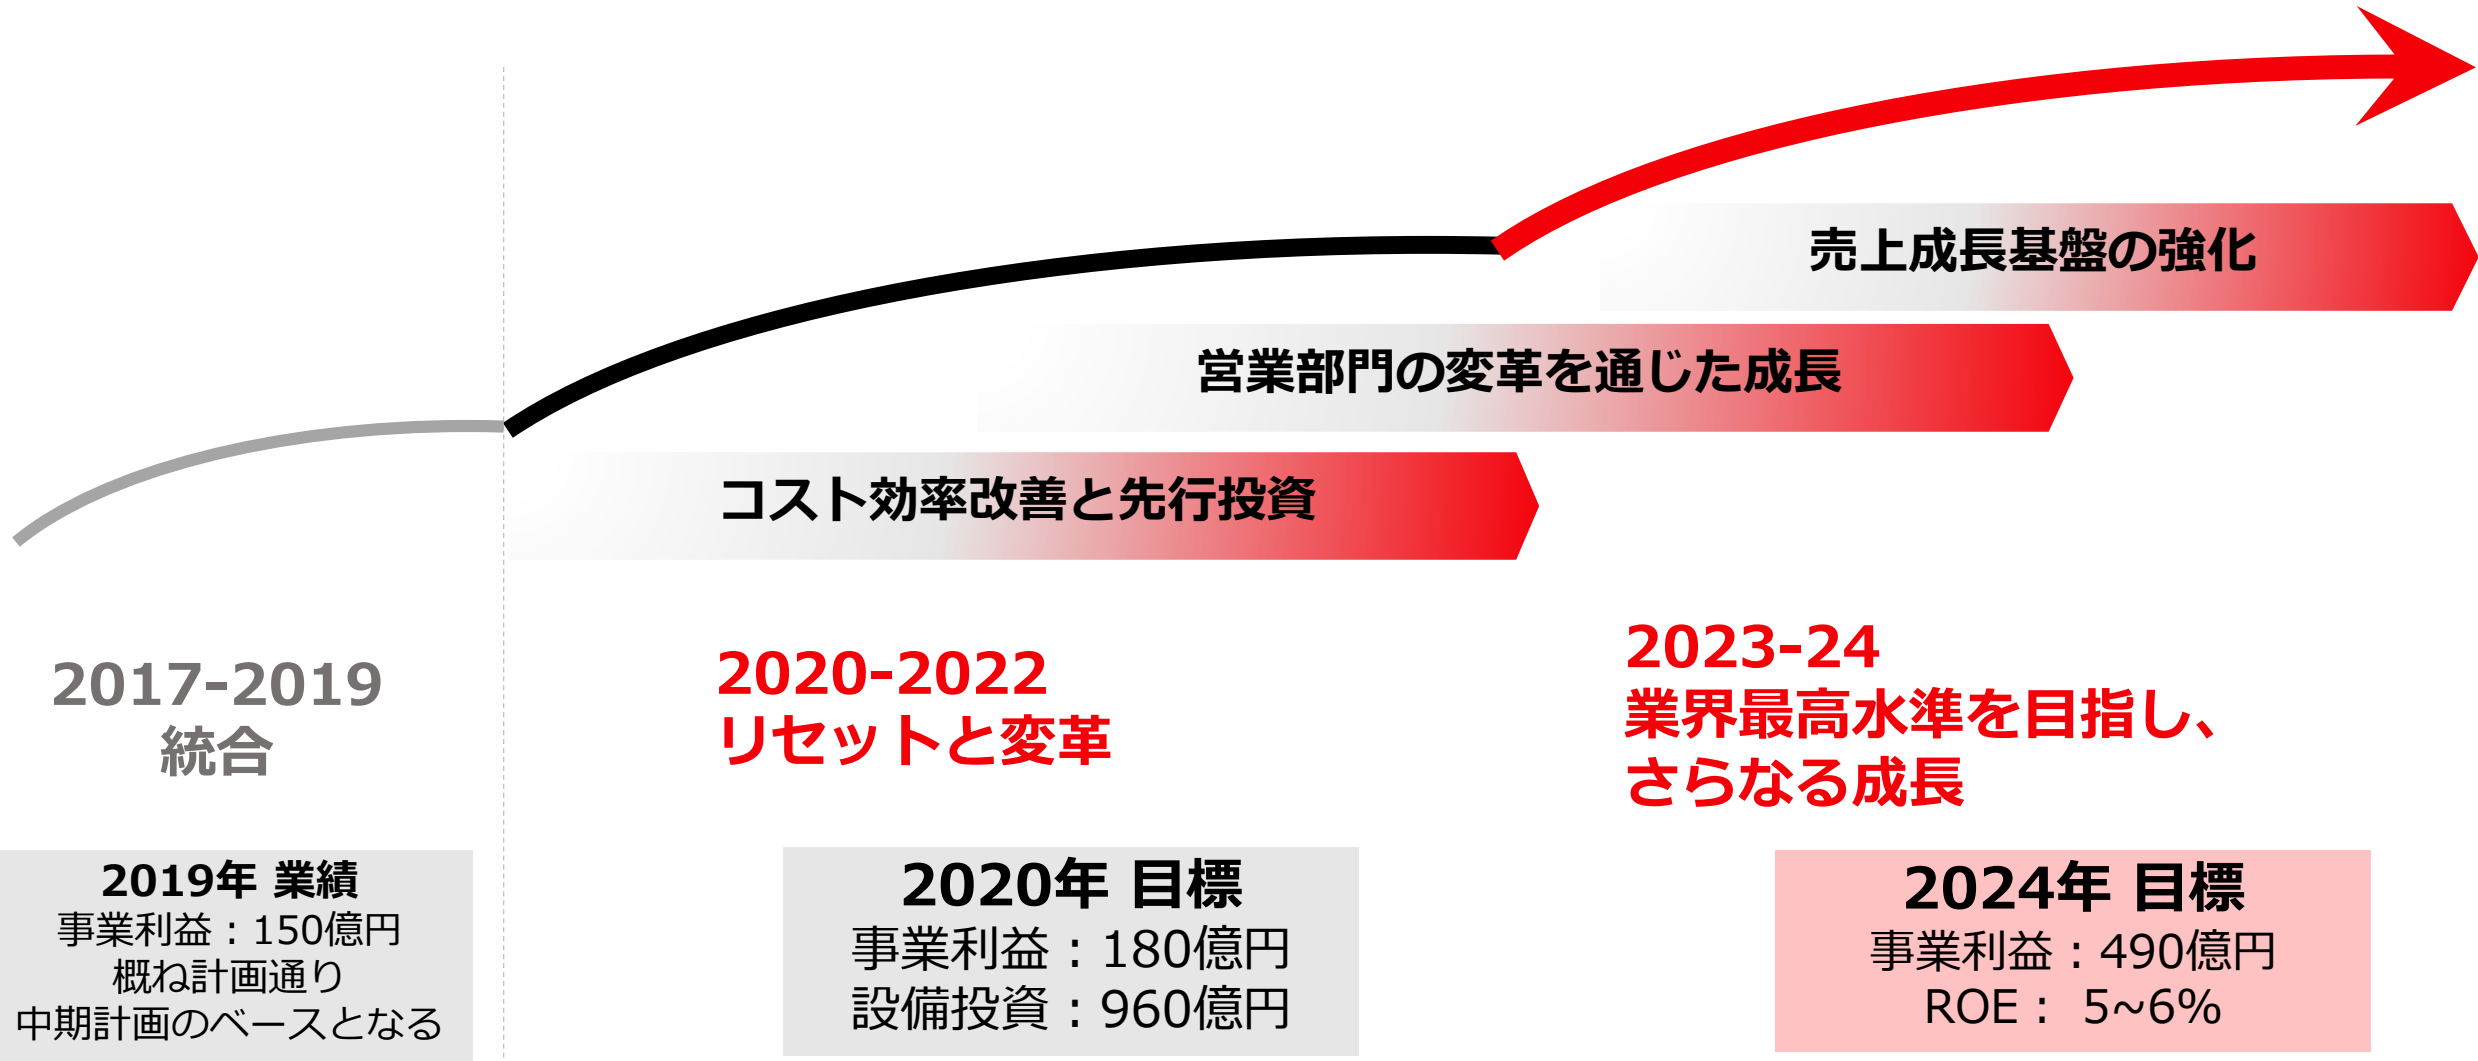 売上成長基盤の強化
営業部門の変革を通じた成長
コスト効率改善と先行投資
2017-2019
統合
2020-2022
リセットと変革
2023-24
業界最高水準を目指し、
さらなる成長
2019年 業績
事業利益：150億円
概ね計画通り
中期計画のベースとなる
2020年 目標
事業利益：180億円
設備投資：960億円
2024年 目標
事業利益：490億円
ROE： 5~6%